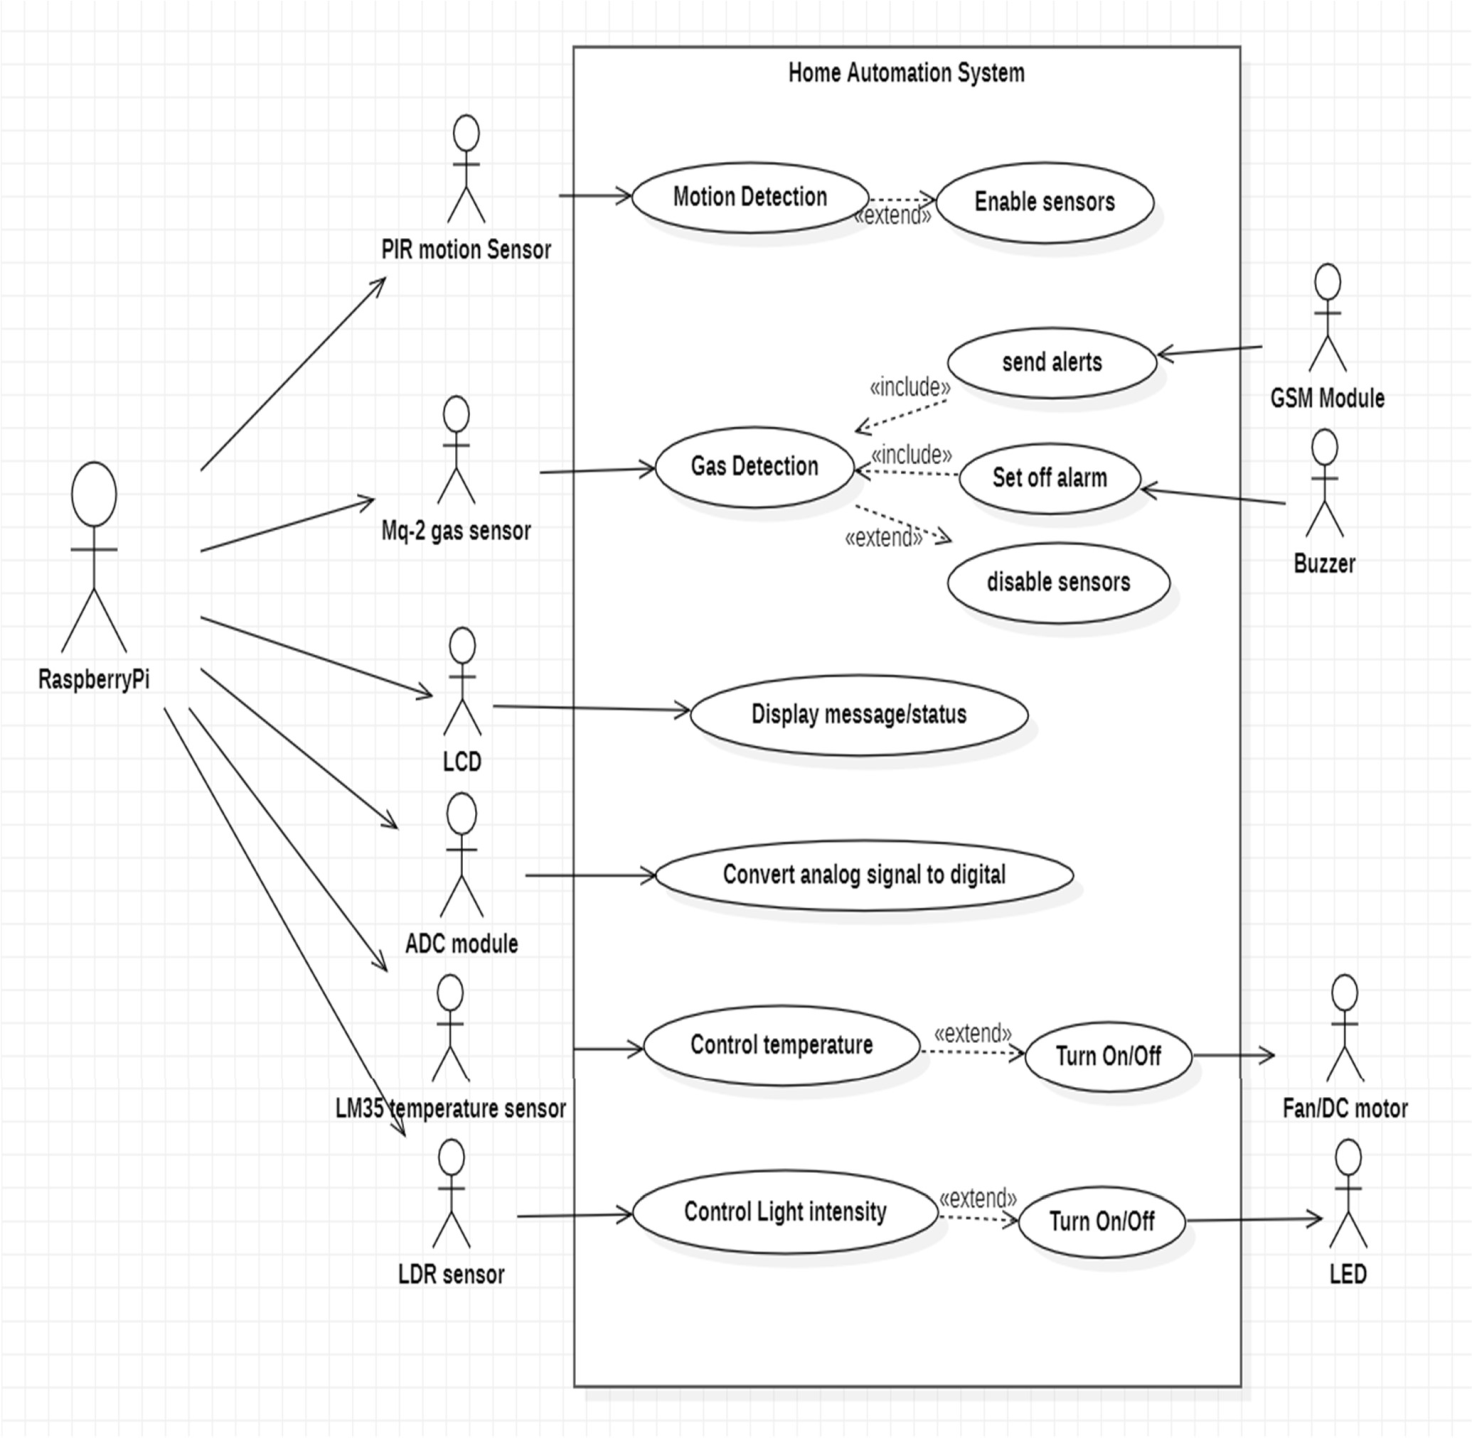 Home Automation System
PIR motion Sensor
Motion Detection
«extend»
Enable sensors
send alerts
GSM Module
«include»
Mq-2 gas sensor
Gas Detection
«include»
Set off alarm
Buzzer
«extend»
disable sensors
RaspberryPi
LCD
Display message/status
ADC module
Convert analog signal to digital
LM35 temperature sensor
Control temperature
«extend»
Turn On/Off
Fan/DC motor
LDR sensor
Control Light intensity
«extend»
Turn On/Off
LED